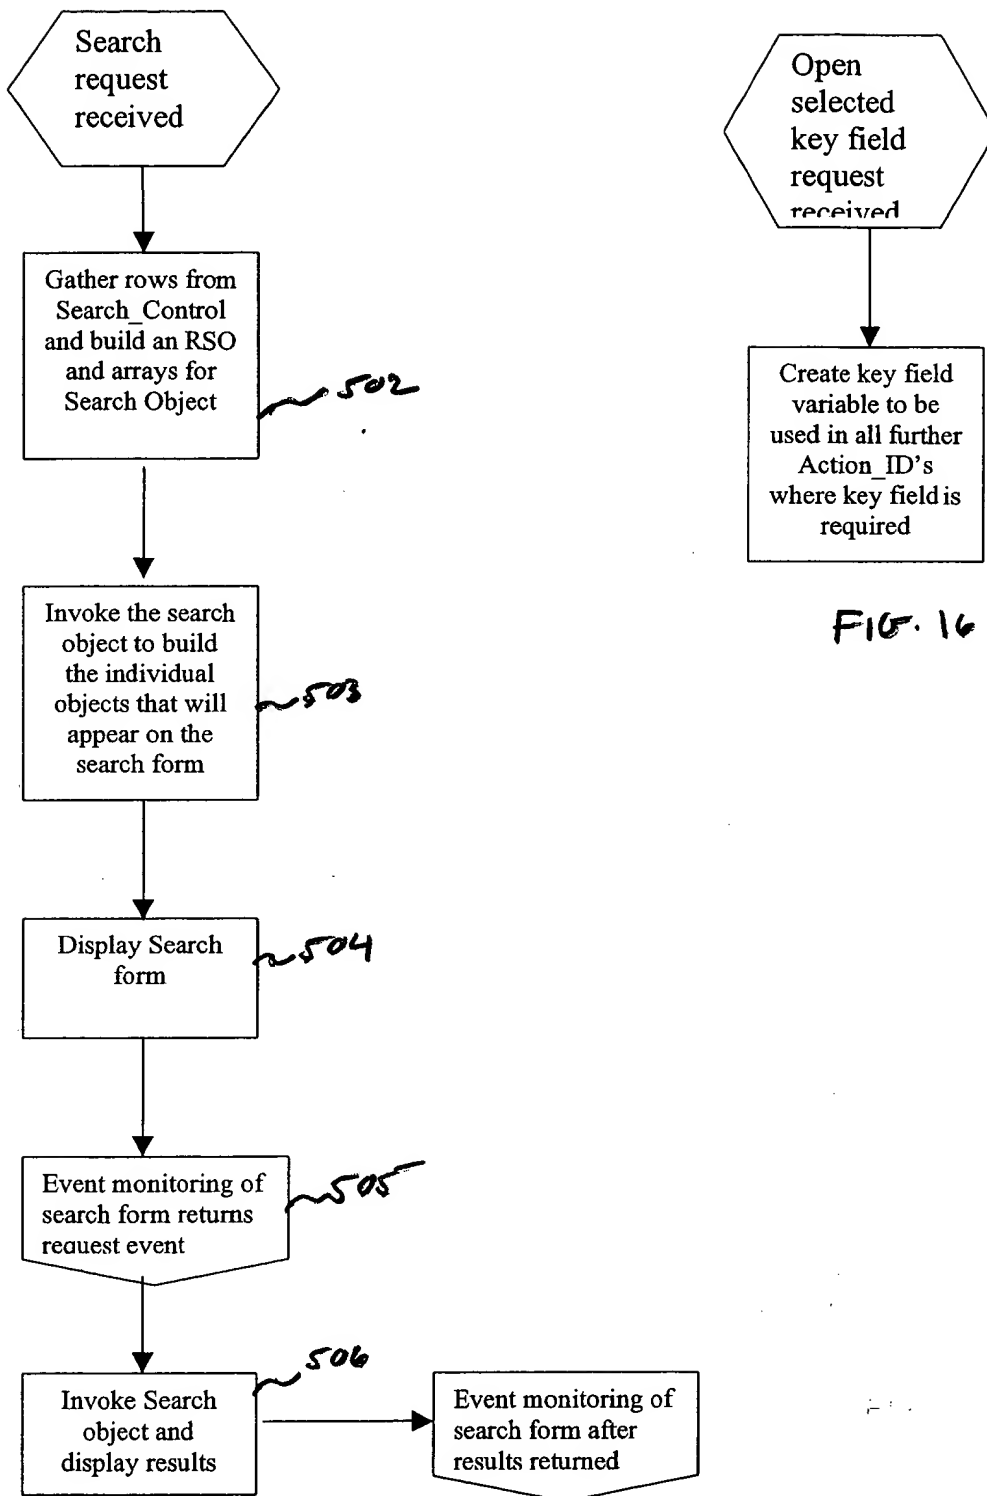 Search
request
received
Gather rows from
Search_Control
and build an RSO
and arrays for
Search Object
502
Invoke the search
object to build
the individual
objects that will
appear on the
search form
503
Display Search
form
504
Event monitoring of
search form returns
request event
505
Invoke Search
object and
display results
506
Event monitoring of
search form after
results returned
Open
selected
key field
request
received
Create key field
variable to be
used in all further
Action_ID's
where key field is
required
FIG. 16